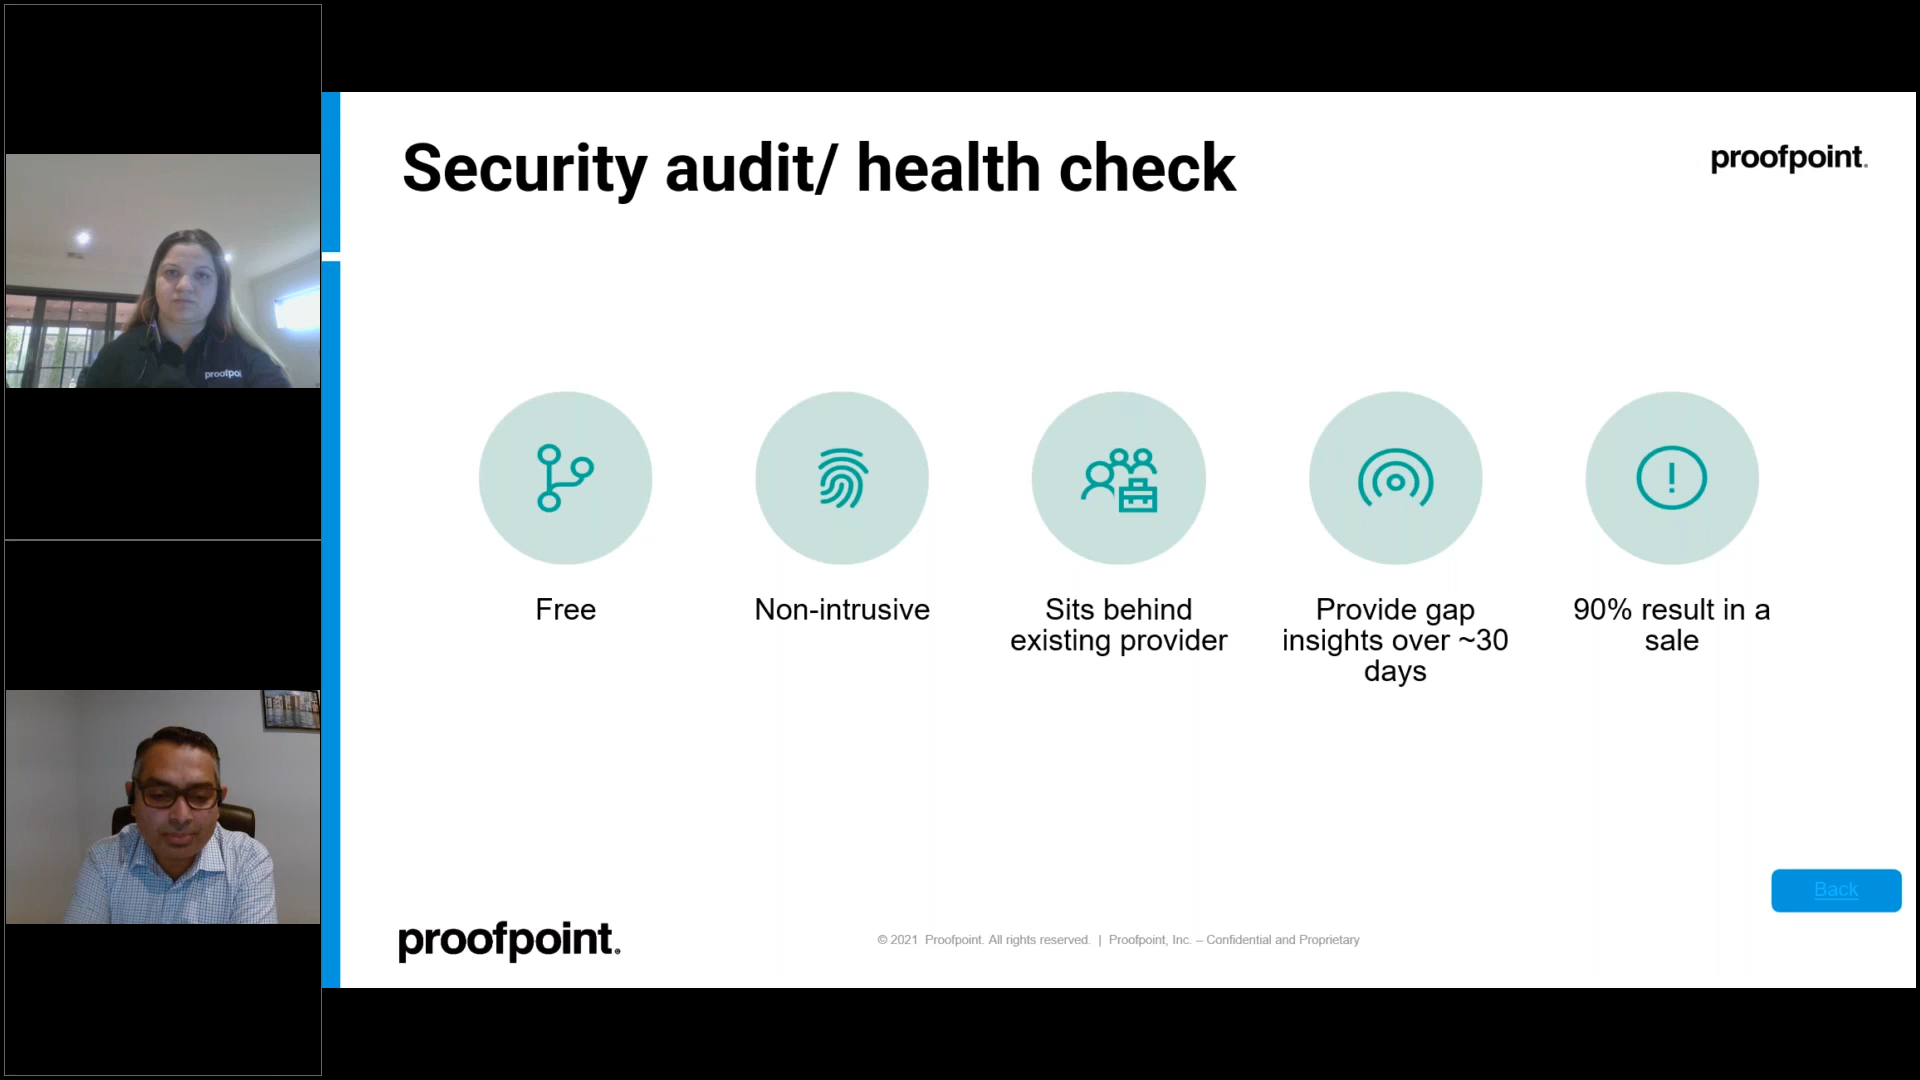 Security audit/ health check
proofpoint.
Free
Non-intrusive
Sits behind
existing provider
Provide gap
insights over ~30
days
90% result in a
sale
Back
proofpoint.
© 2021 Proofpoint. All rights reserved. | Proofpoint, Inc. – Confidential and Proprietary
proofpoi